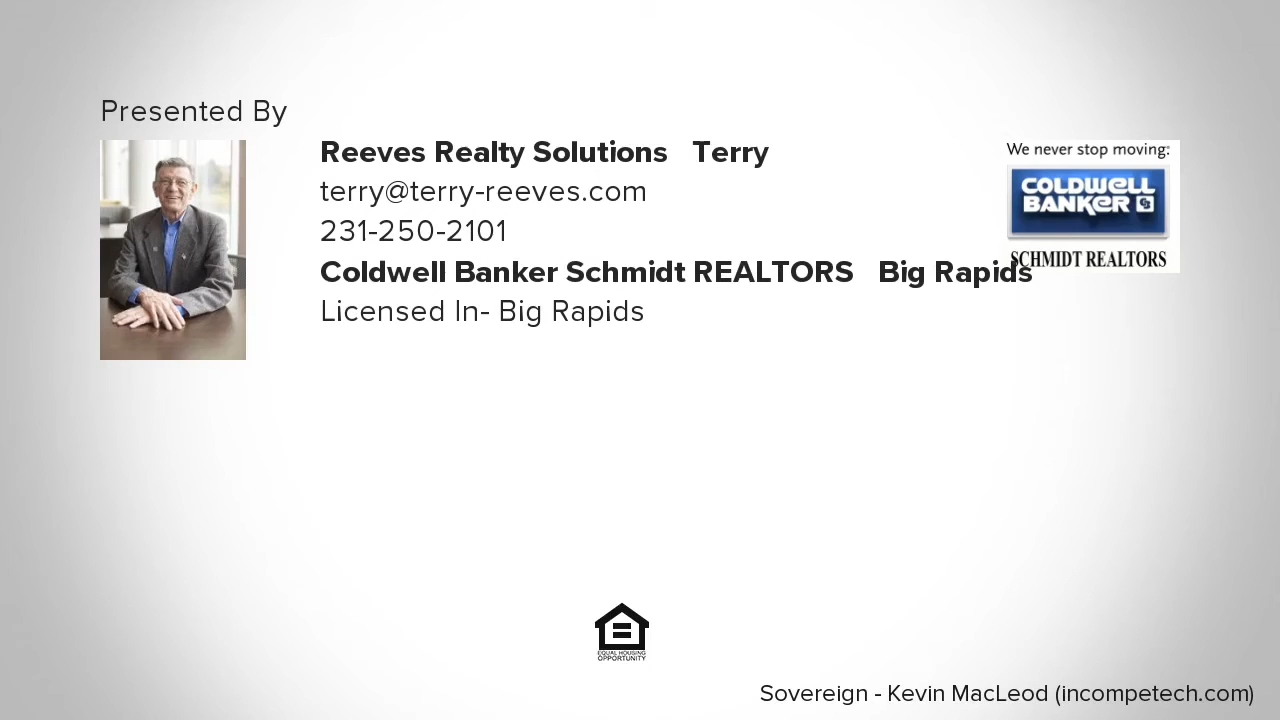 Presented By
Reeves Realty Solutions   Terry
terry@terry-reeves.com
231-250-2101
Coldwell Banker Schmidt REALTORS   Big Rapids
Licensed In- Big Rapids
We never stop moving.
COLDWELL
BANKER CB
SCHMIDT REALTORS
EQUAL HOUSING
OPPORTUNITY
Sovereign - Kevin MacLeod (incompetech.com)